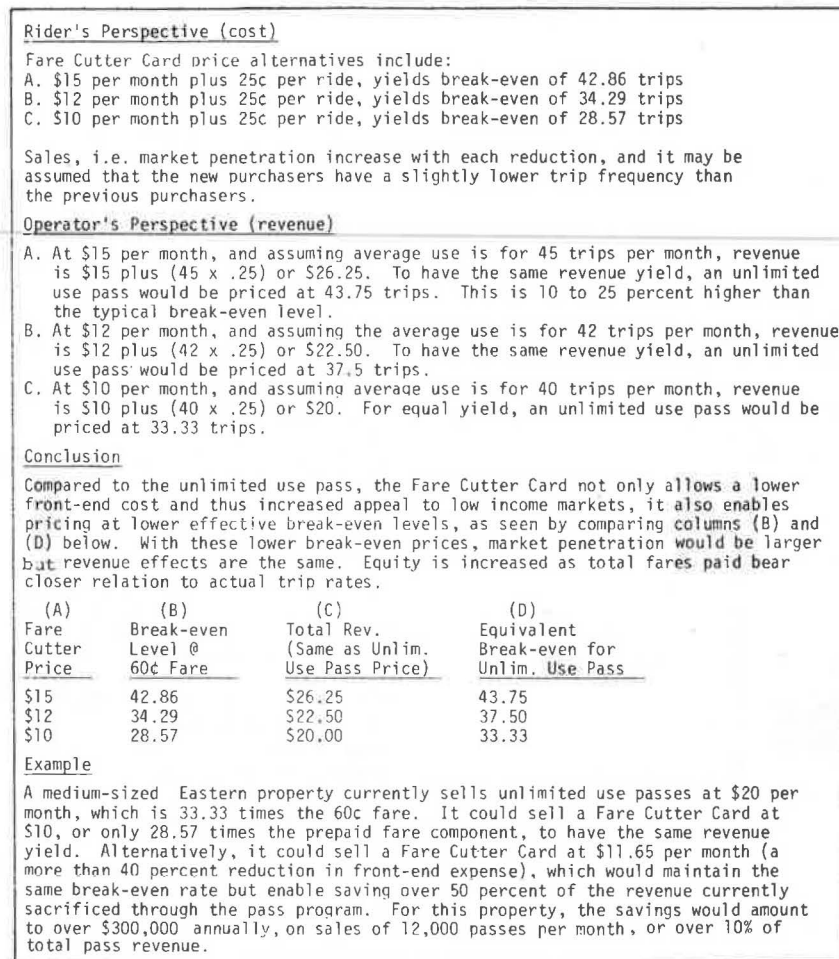 Rider's Perspective (cost)
Fare Cutter Card price alternatives include:
A. $15 per month plus 25c per ride, yields break-even of 42.86 trips
B. $12 per month plus 25c per ride, yields break-even of 34.29 trips
C. $10 per month plus 25c per ride, yields break-even of 28.57 trips
Sales, i.e. market penetration increase with each reduction, and it may be
assumed that the new purchasers have a slightly lower trip frequency than
the previous purchasers.
Operator's Perspective (revenue)
A. At $15 per month, and assuming average use is for 45 trips per month, revenue
is $15 plus (45 x .25) or $26.25. To have the same revenue yield, an unlimited
use pass would be priced at 43.75 trips. This is 10 to 25 percent higher than
the typical break-even level.
B. At $12 per month, and assuming the average use is for 42 trips per month, revenue
is $12 plus (42 x .25) or $22.50. To have the same revenue yield, an unlimited
use pass would be priced at 37.5 trips.
C. At $10 per month, and assuming average use is for 40 trips per month, revenue
is $10 plus (40 x .25) or $20. For equal yield, an unlimited use pass would be
priced at 33.33 trips.
Conclusion
Compared to the unlimited use pass, the Fare Cutter Card not only allows a lower
front-end cost and thus increased appeal to low income markets, it also enables
pricing at lower effective break-even levels, as seen by comparing columns (B) and
(D) below. With these lower break-even prices, market penetration would be larger
but revenue effects are the same. Equity is increased as total fares paid bear
closer relation to actual trip rates.
(A) (B) (C) (D)
Fare Break-even Total Rev. Equivalent
Cutter Level @ (Same as Unlim. Break-even for
Price 60¢ Fare Use Pass Price) Unlim. Use Pass
$15 42.86 $26.25 43.75
$12 34.29 $22.50 37.50
$10 28.57 $20.00 33.33
Example
A medium-sized Eastern property currently sells unlimited use passes at $20 per
month, which is 33.33 times the 60c fare. It could sell a Fare Cutter Card at
$10, or only 28.57 times the prepaid fare component, to have the same revenue
yield. Alternatively, it could sell a Fare Cutter Card at $11.65 per month (a
more than 40 percent reduction in front-end expense), which would maintain the
same break-even rate but enable saving over 50 percent of the revenue currently
sacrificed through the pass program. For this property, the savings would amount
to over $300,000 annually, on sales of 12,000 passes per month, or over 10% of
total pass revenue.